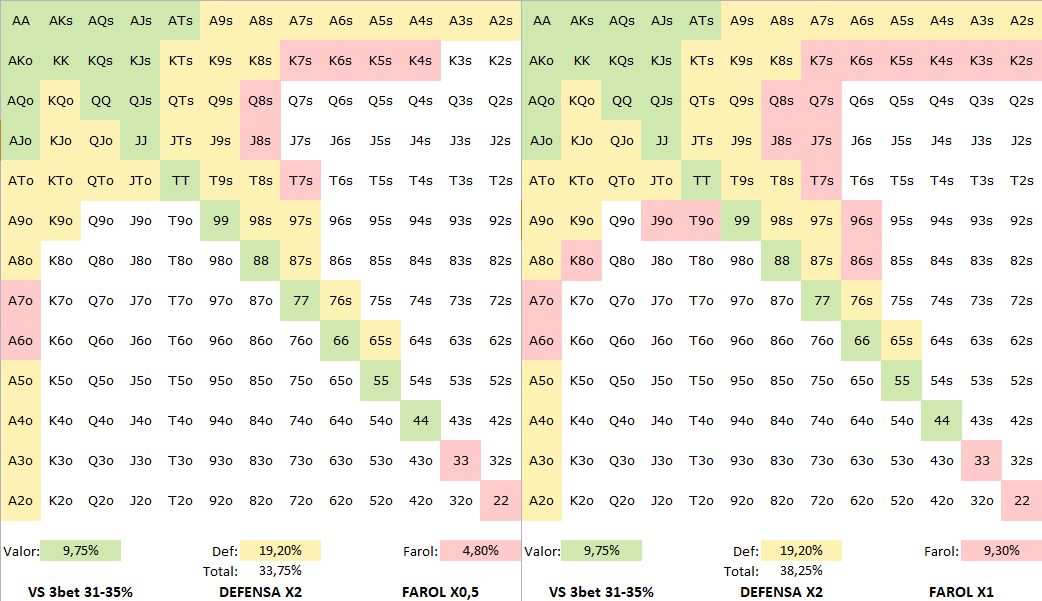 AA AKs AQs AJs ATs A9s A8s A7s A6s A5s A4s A3s A2s AA AKs AQs AJs ATs A9s A8s A7s A6s A5s A4s A3s A2s
AKo KK KQs KJs KTs K9s K8s K7s K6s K5s K4s K3s K2s AKo KK KQs KJs KTs K9s K8s K7s K6s K5s K4s K3s K2s
AQo KQo QQ QJs QTs Q9s Q8s Q7s Q6s Q5s Q4s Q3s Q2s AQo KQo QQ QJs QTs Q9s Q8s Q7s Q6s Q5s Q4s Q3s Q2s
AJo KJo QJo JJ JTs J9s J8s J7s J6s J5s J4s J3s J2s AJo KJo QJo JJ JTs J9s J8s J7s J6s J5s J4s J3s J2s
ATo KTo QTo JTo TT T9s T8s T7s T6s T5s T4s T3s T2s ATo KTo QTo JTo TT T9s T8s T7s T6s T5s T4s T3s T2s
A9o K9o Q9o J9o T9o 99 98s 97s 96s 95s 94s 93s 92s A9o K9o Q9o J9o T9o 99 98s 97s 96s 95s 94s 93s 92s
A8o K8o Q8o J8o T8o 98o 88 87s 86s 85s 84s 83s 82s A8o K8o Q8o J8o T8o 98o 88 87s 86s 85s 84s 83s 82s
A7o K7o Q7o J7o T7o 97o 87o 77 76s 75s 74s 73s 72s A7o K7o Q7o J7o T7o 97o 87o 77 76s 75s 74s 73s 72s
A6o K6o Q6o J6o T6o 96o 86o 76o 66 65s 64s 63s 62s A6o K6o Q6o J6o T6o 96o 86o 76o 66 65s 64s 63s 62s
A5o K5o Q5o J5o T5o 95o 85o 75o 65o 55 54s 53s 52s A5o K5o Q5o J5o T5o 95o 85o 75o 65o 55 54s 53s 52s
A4o K4o Q4o J4o T4o 94o 84o 74o 64o 54o 44 43s 42s A4o K4o Q4o J4o T4o 94o 84o 74o 64o 54o 44 43s 42s
A3o K3o Q3o J3o T3o 93o 83o 73o 63o 53o 43o 33 32s A3o K3o Q3o J3o T3o 93o 83o 73o 63o 53o 43o 33 32s
A2o K2o Q2o J2o T2o 92o 82o 72o 62o 52o 42o 32o 22 A2o K2o Q2o J2o T2o 92o 82o 72o 62o 52o 42o 32o 22
Valor: 9,75% Def: 19,20% Farol: 4,80% Valor: 9,75% Def: 19,20% Farol: 9,30%
Total: 33,75% Total: 38,25%
VS 3bet 31-35% DEFENSA X2 FAROL X0,5 VS 3bet 31-35% DEFENSA X2 FAROL X1